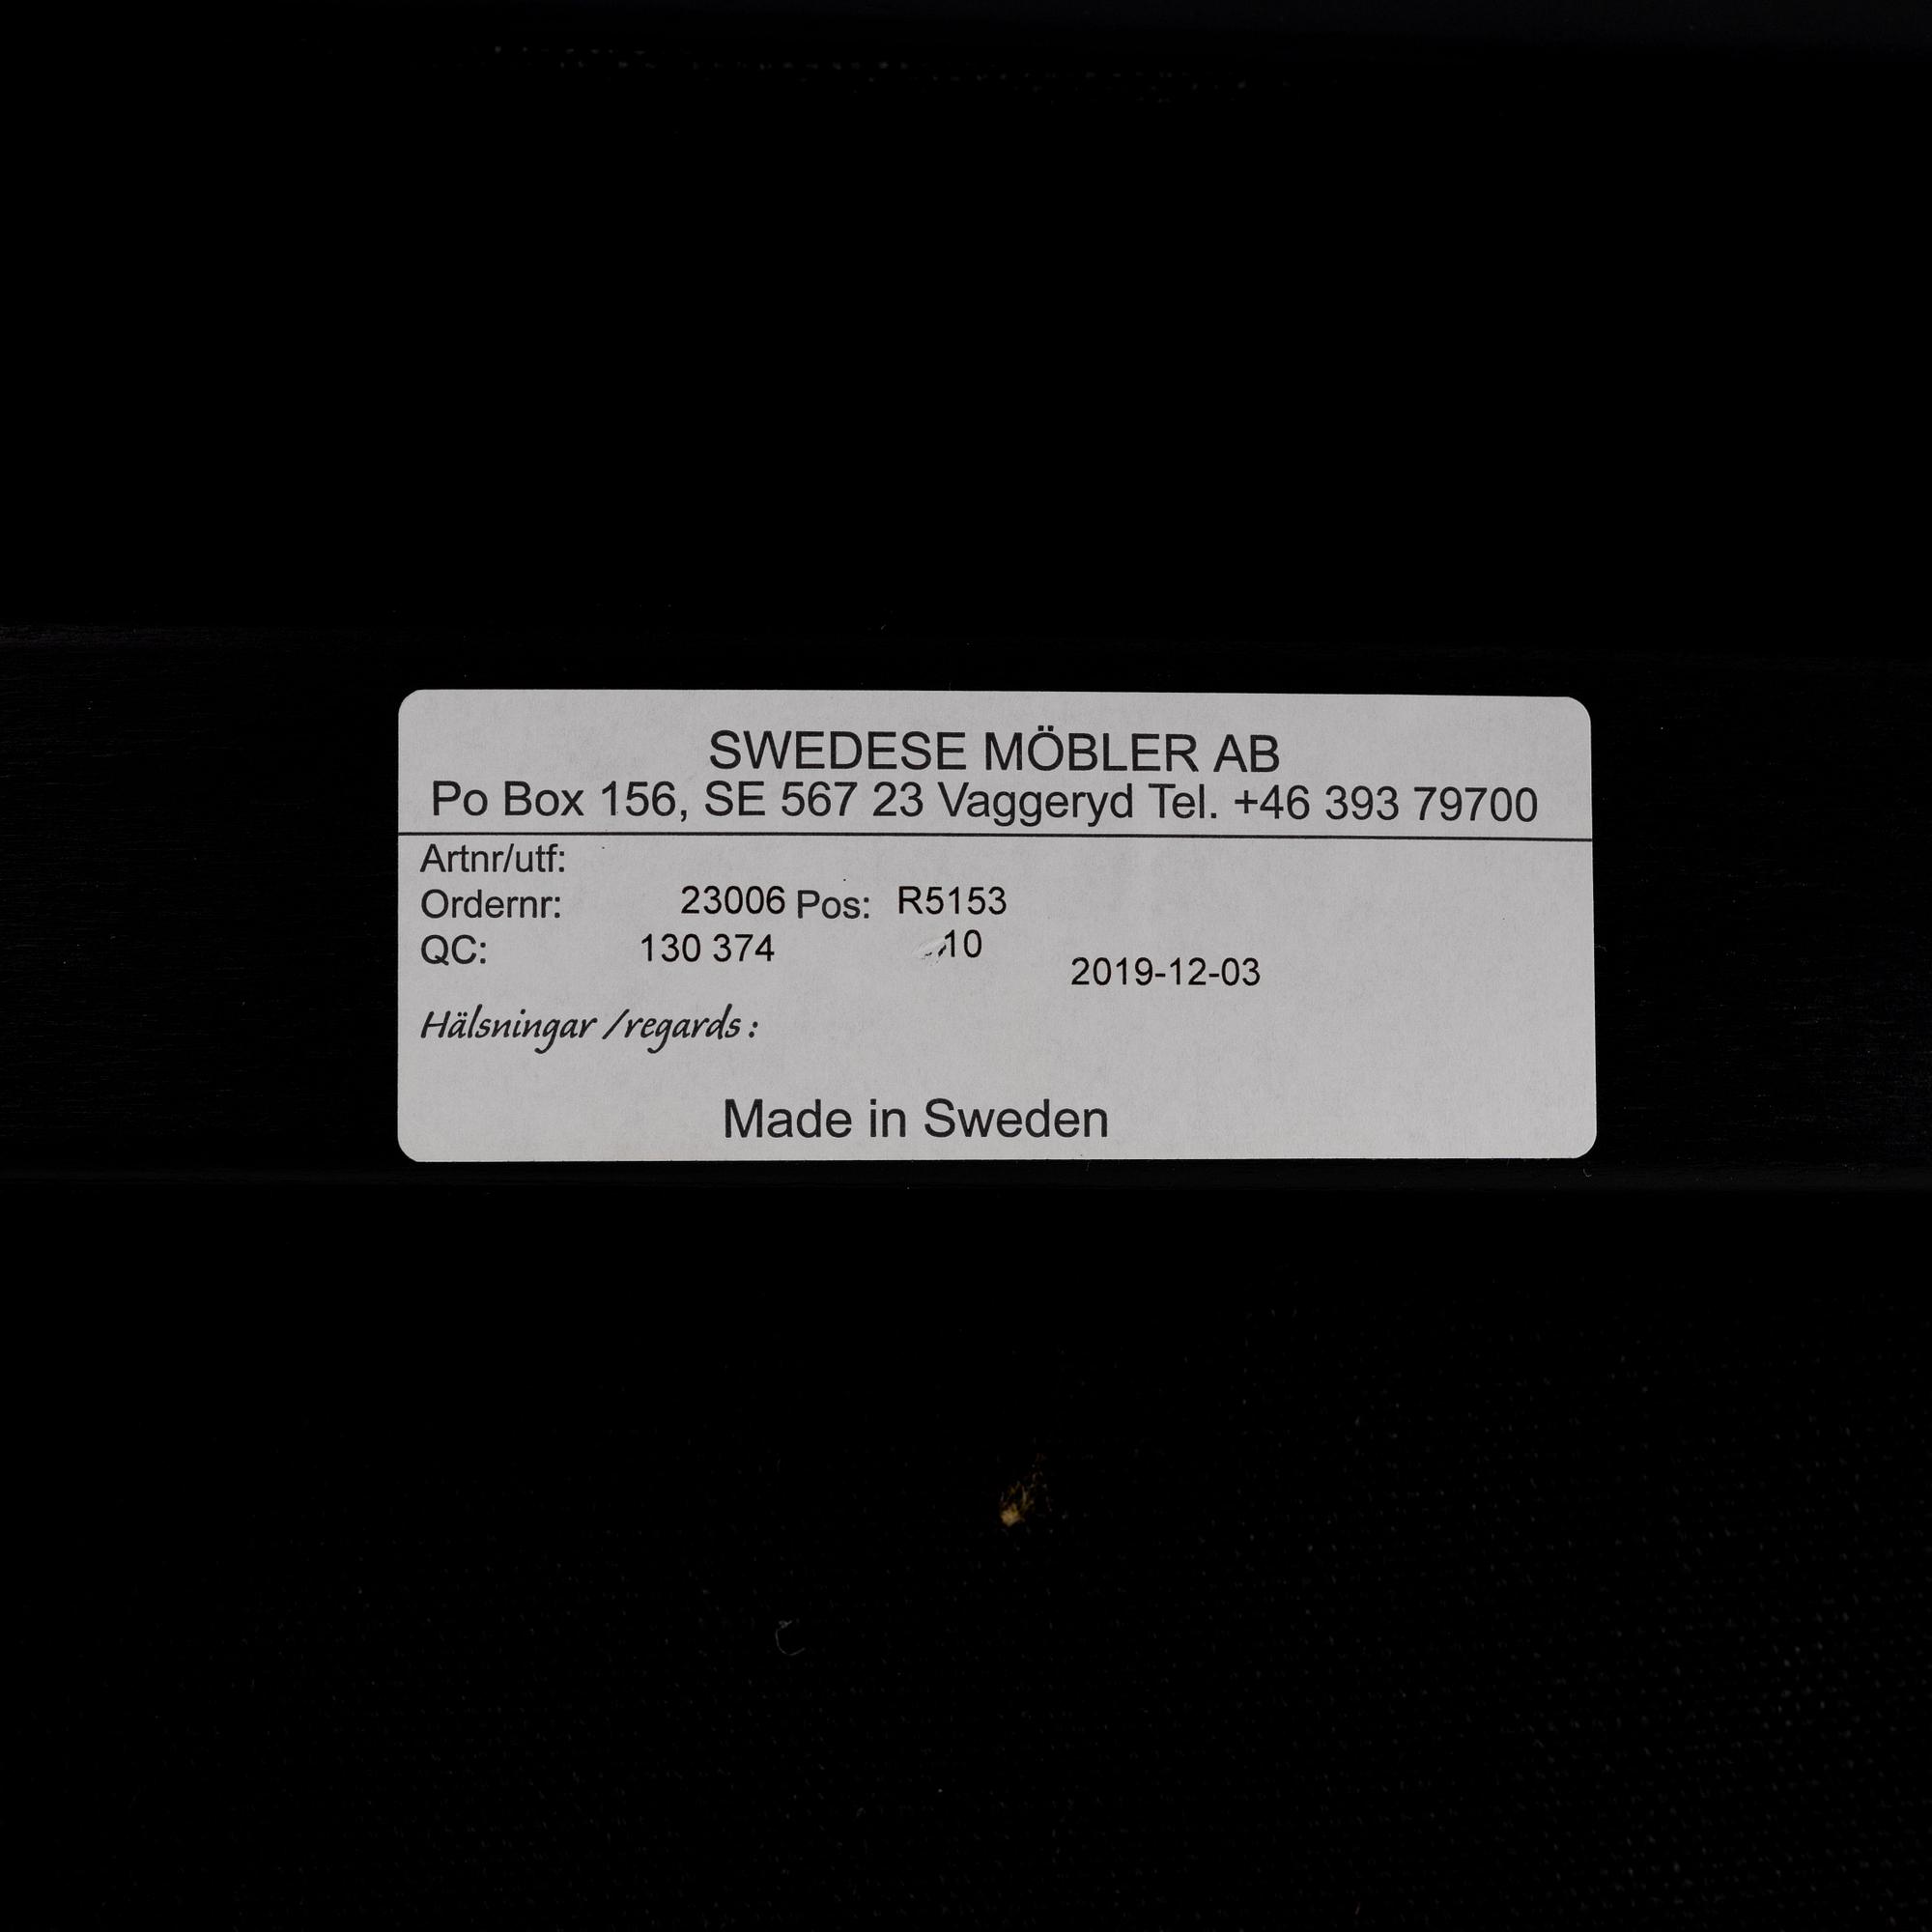 SWEDESE MÖBLER AB
Po Box 156, SE 567 23 Vaggeryd Tel. +46 393 79700
Artnr/utf:
Ordernr: 23006 Pos: R5153
QC: 130 374 10
2019-12-03
Hälsningar /regards :
Made in Sweden